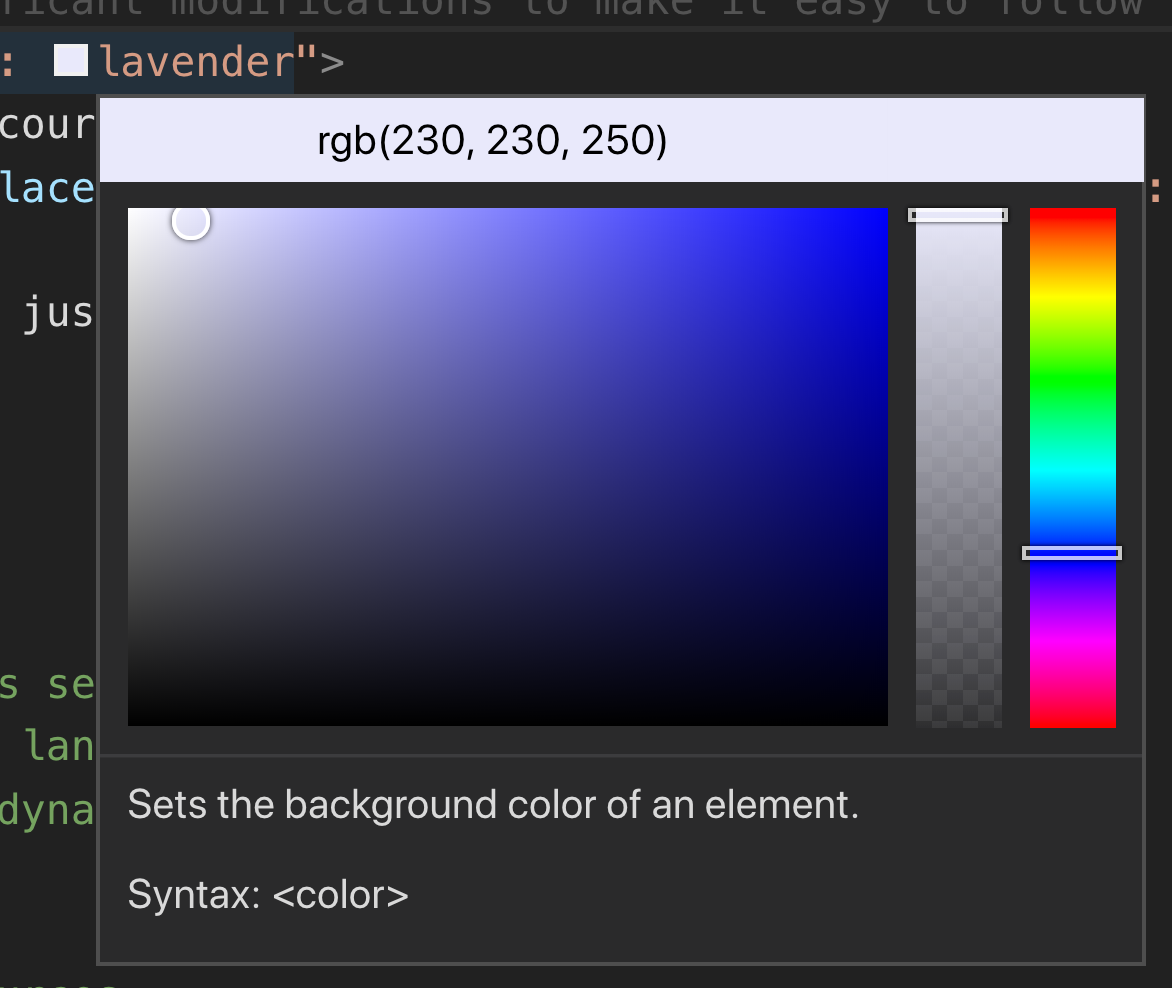 ricant modifications to make it easy to follow
: lavender">
cour
rgb(230, 230, 250)
lace
:
jus
s se
lan
dyna
Sets the background color of an element.
Syntax: <color>